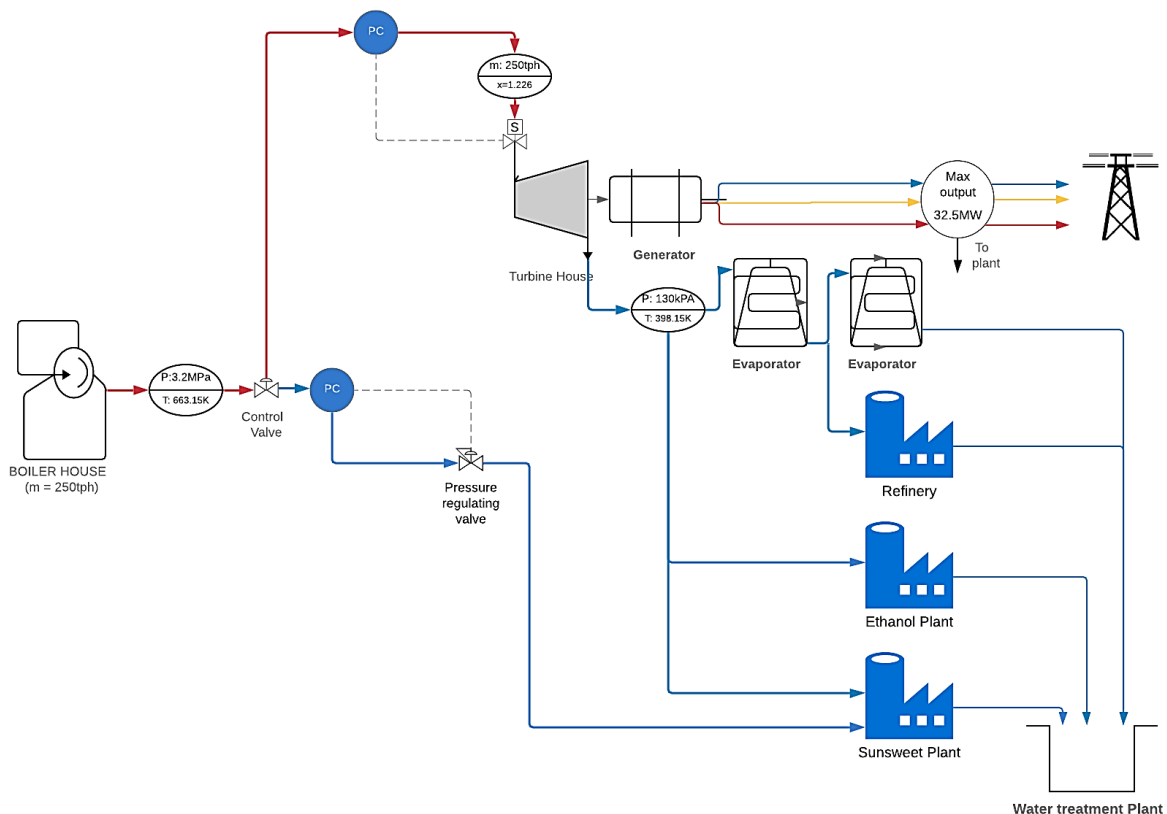 PC
m: 250tph
x=1.226
S
Max
output
32.5MW
To
plant
Generator
Turbine House
P: 130kPA
T: 398.15K
Evaporator
Evaporator
P:3.2MPa
T: 663.15K
PC
Control
Valve
BOILER HOUSE
(m = 250tph)
Pressure
regulating
valve
Refinery
Ethanol Plant
Sunsweet Plant
Water treatment Plant